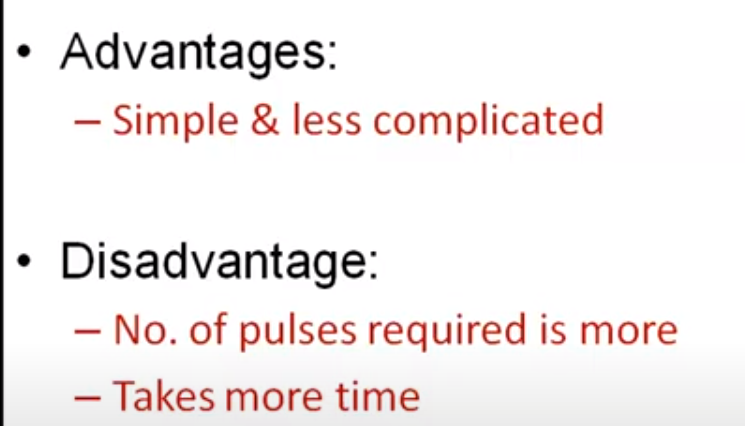 • Advantages:
– Simple & less complicated
• Disadvantage:
– No. of pulses required is more
– Takes more time